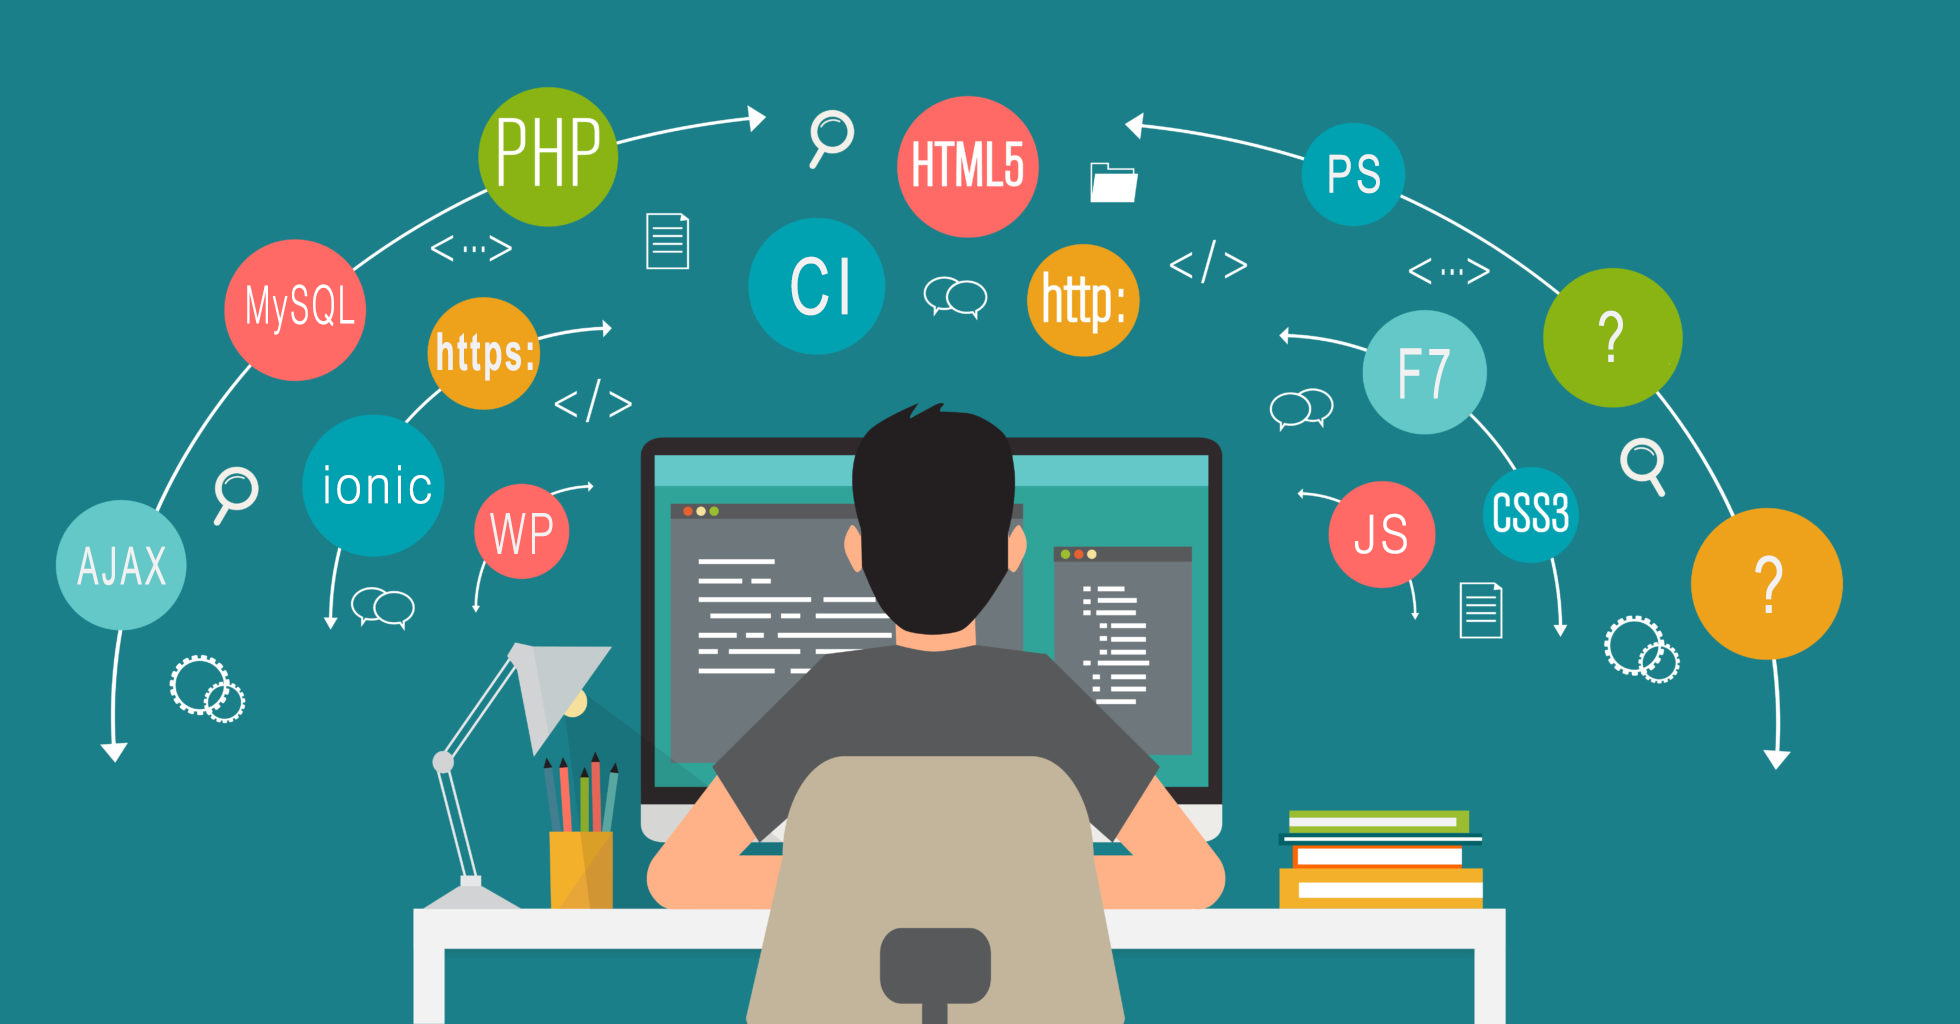 PHP
HTML5
PS
MySQL
CI
http:
<···>
</>
<···>
https:
F7
?
</>
ionic
AJAX
WP
JS
CSS3
?